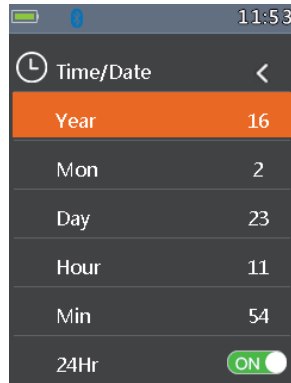 11:53
Time/Date
Year 16
Mon 2
Day 23
Hour 11
Min 54
24Hr ON